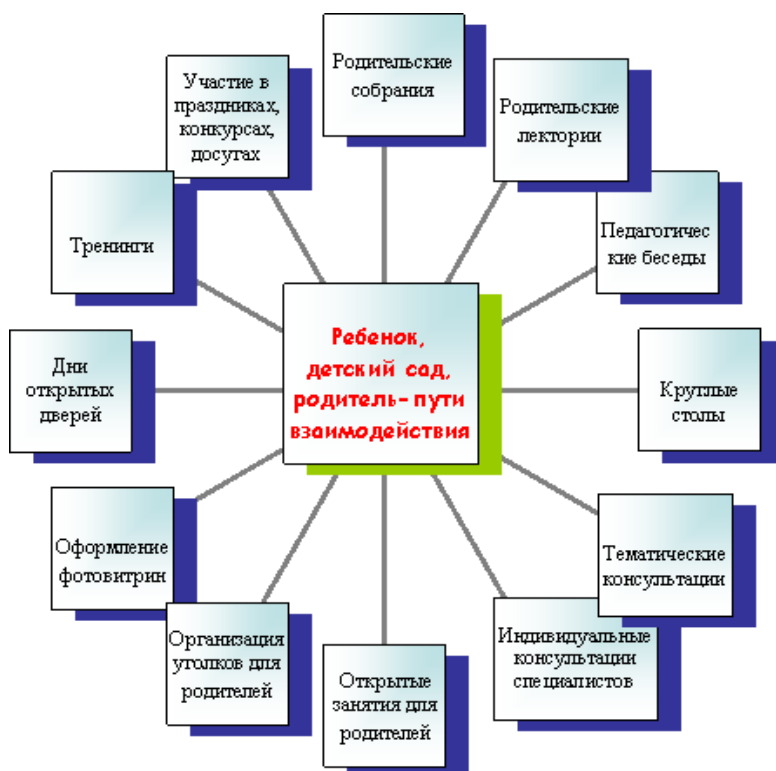 Родительские
собрания
Родительские
лектории
Педагогичес
кие беседы
Круглые
столы
Тематические
консультации
Индивидуальные
консультации
специалистов
Открытые
занятия для
родителей
Организация
уголков для
родителей
Оформление
фотовитрин
Дни
открытых
дверей
Тренинги
Участие в
праздниках,
конкурсах,
досугах
Ребенок,
детский сад,
родитель- пути
взаимодействия